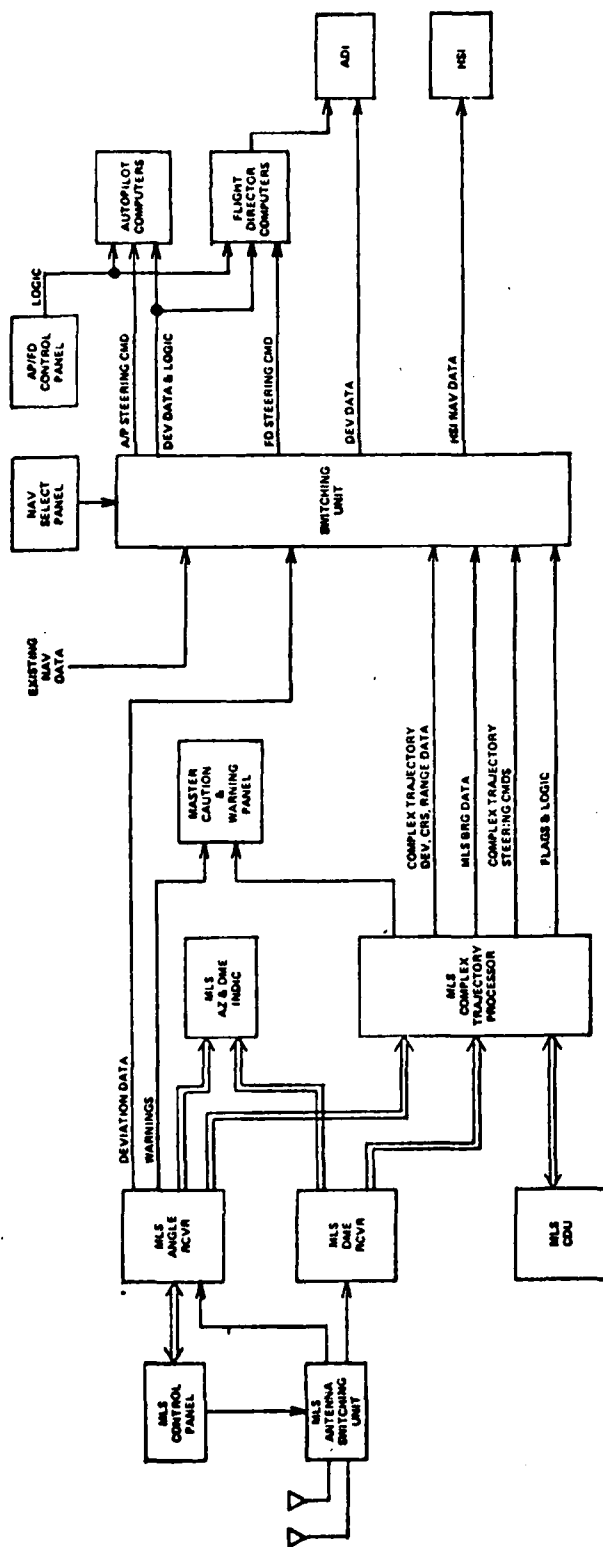 MLS
CONTROL
PANEL
MLS
ANTENNA
SWITCHING
UNIT
MLS
ANGLE
RCVR
MLS
DME
RCVR
MLS
CDU
DEVIATION DATA
WARNINGS
MLS
AZ & DME
INDIC
MASTER
CAUTION
&
WARNING
PANEL
MLS
COMPLEX
TRAJECTORY
PROCESSOR
EXISTING
NAV
DATA
COMPLEX TRAJECTORY
DEV, CRS, RANGE DATA
MLS BRG DATA
COMPLEX TRAJECTORY
STEERING CMDS
FLAGS & LOGIC
NAV
SELECT
PANEL
SWITCHING
UNIT
AP/FD
CONTROL
PANEL
LOGIC
A/P STEERING CMD
DEV DATA & LOGIC
FD STEERING CMD
DEV DATA
HSI NAV DATA
AUTOPILOT
COMPUTERS
FLIGHT
DIRECTOR
COMPUTERS
ADI
HSI